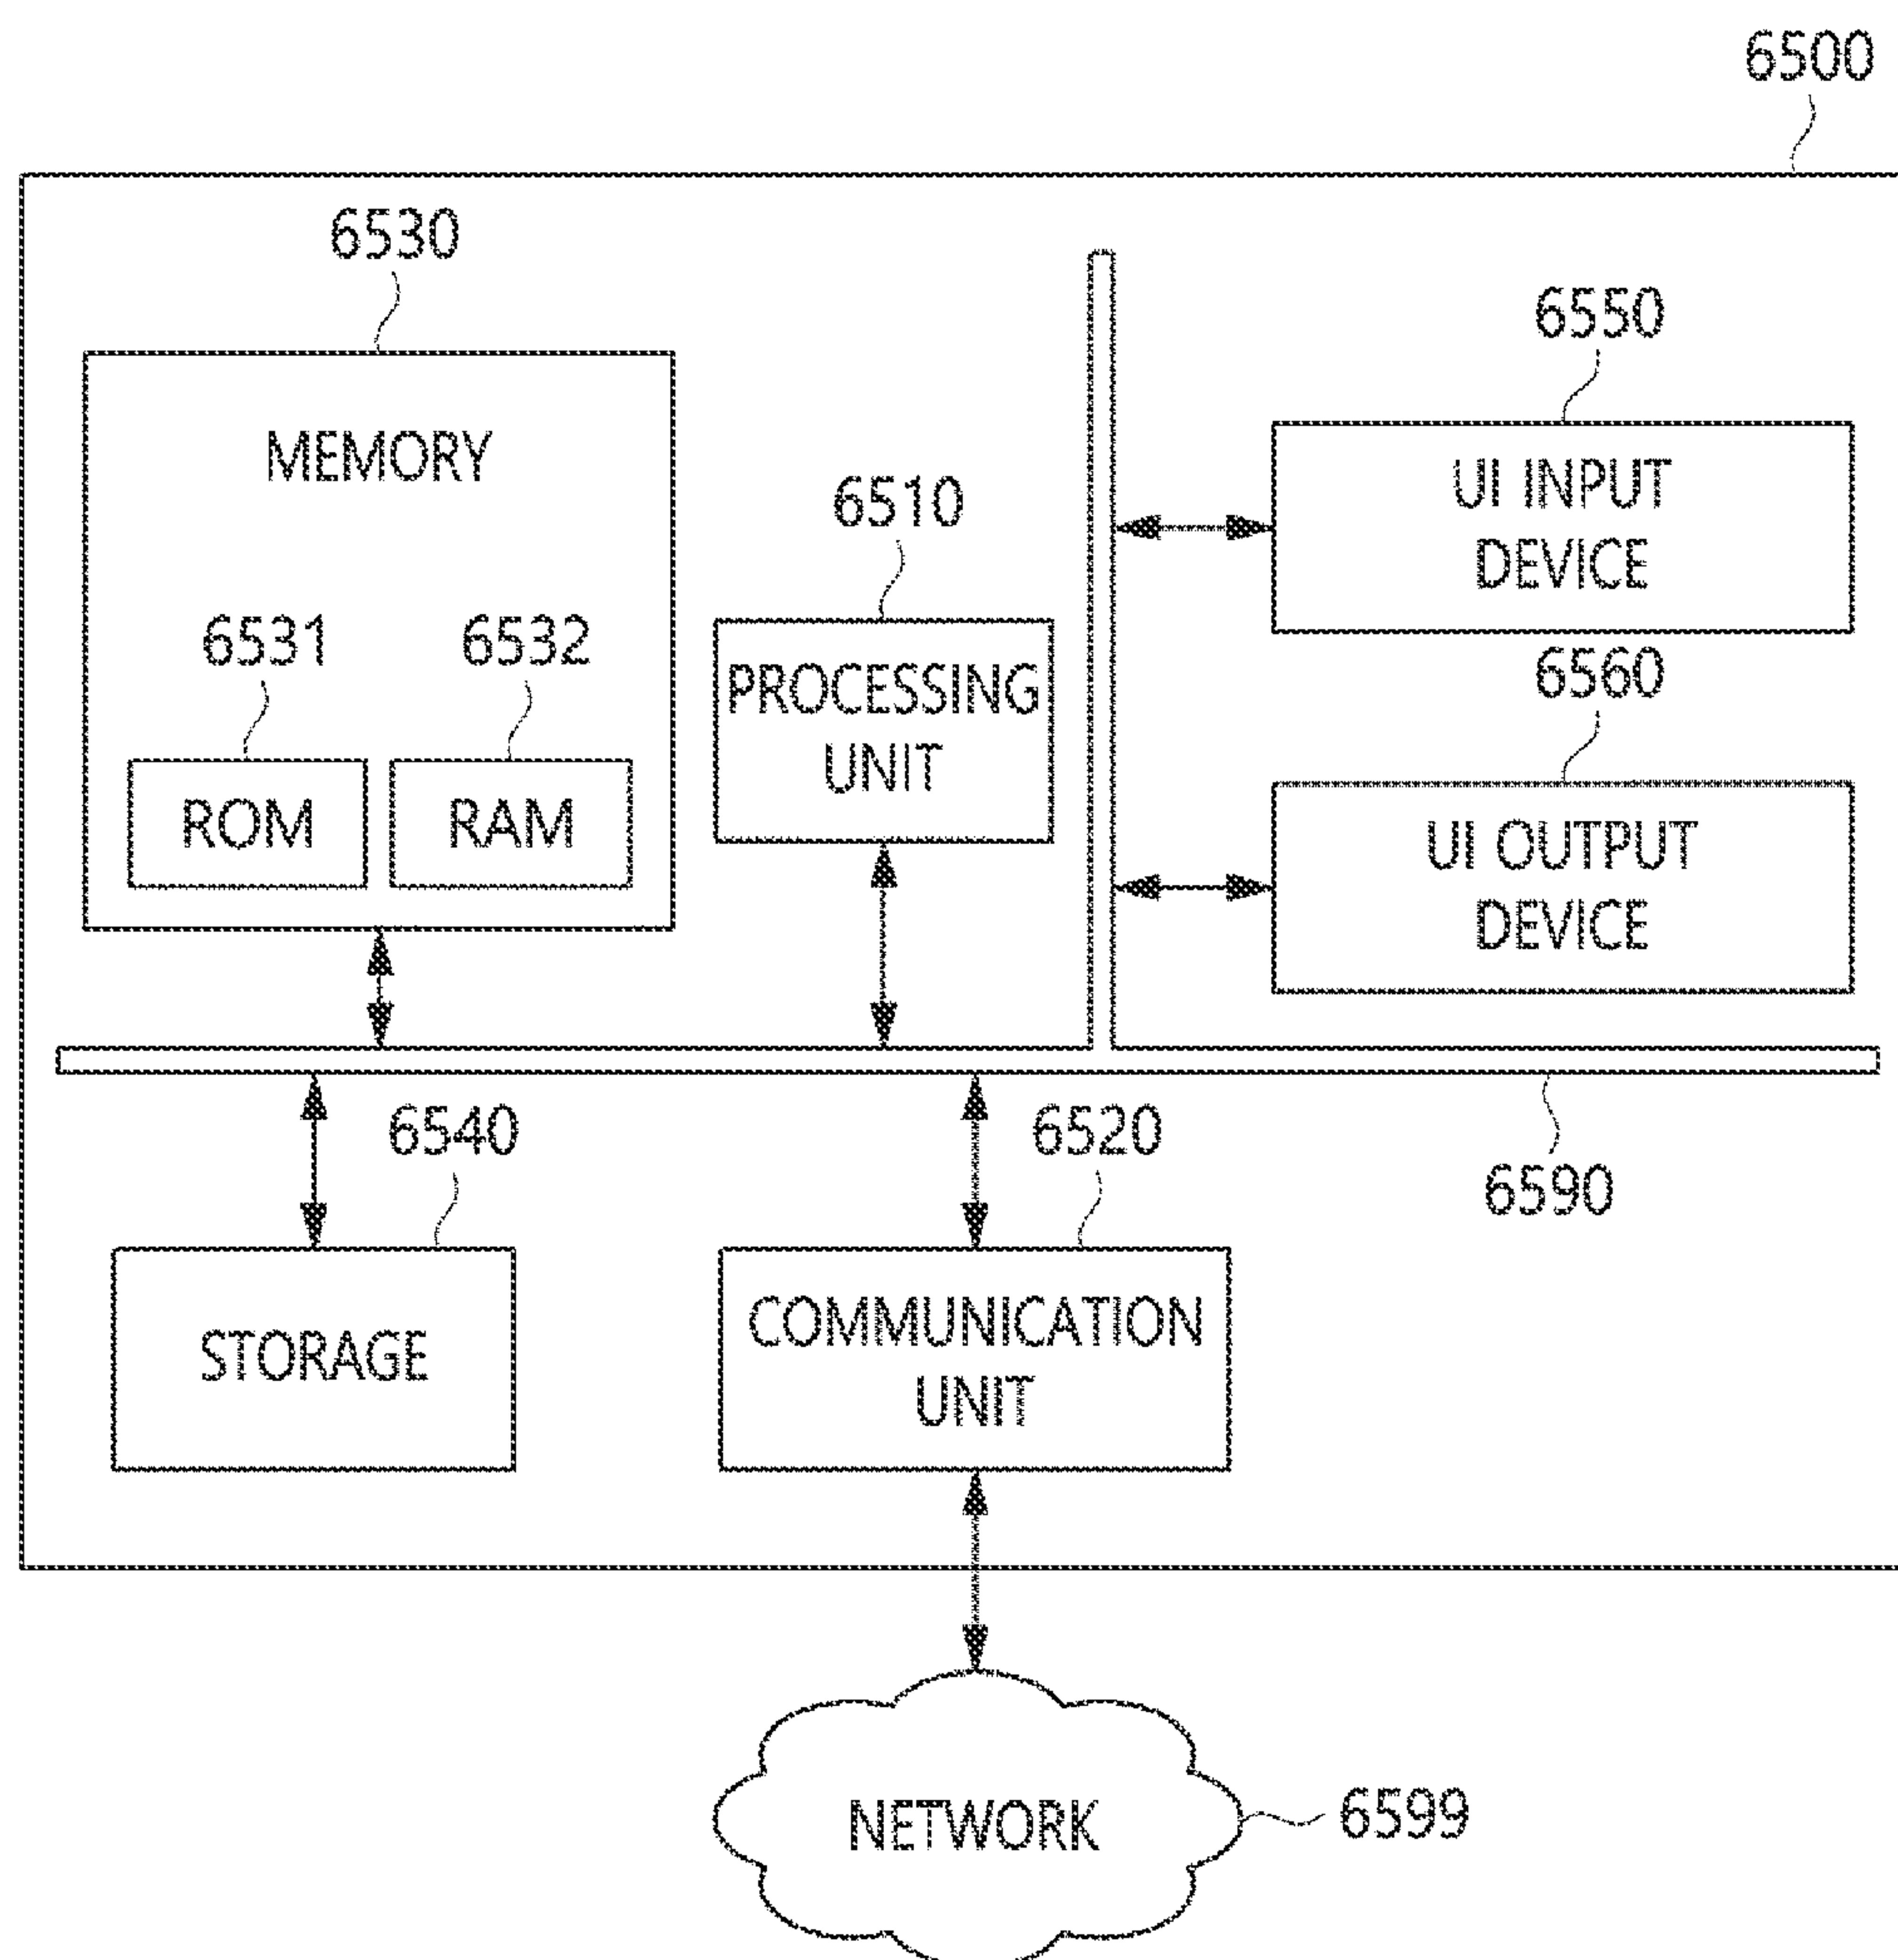 6500
6530
MEMORY
6531
6532
ROM
RAM
6510
PROCESSING
UNIT
6550
UI INPUT
DEVICE
6560
UI OUTPUT
DEVICE
6590
6540
STORAGE
6520
COMMUNICATION
UNIT
NETWORK
6599